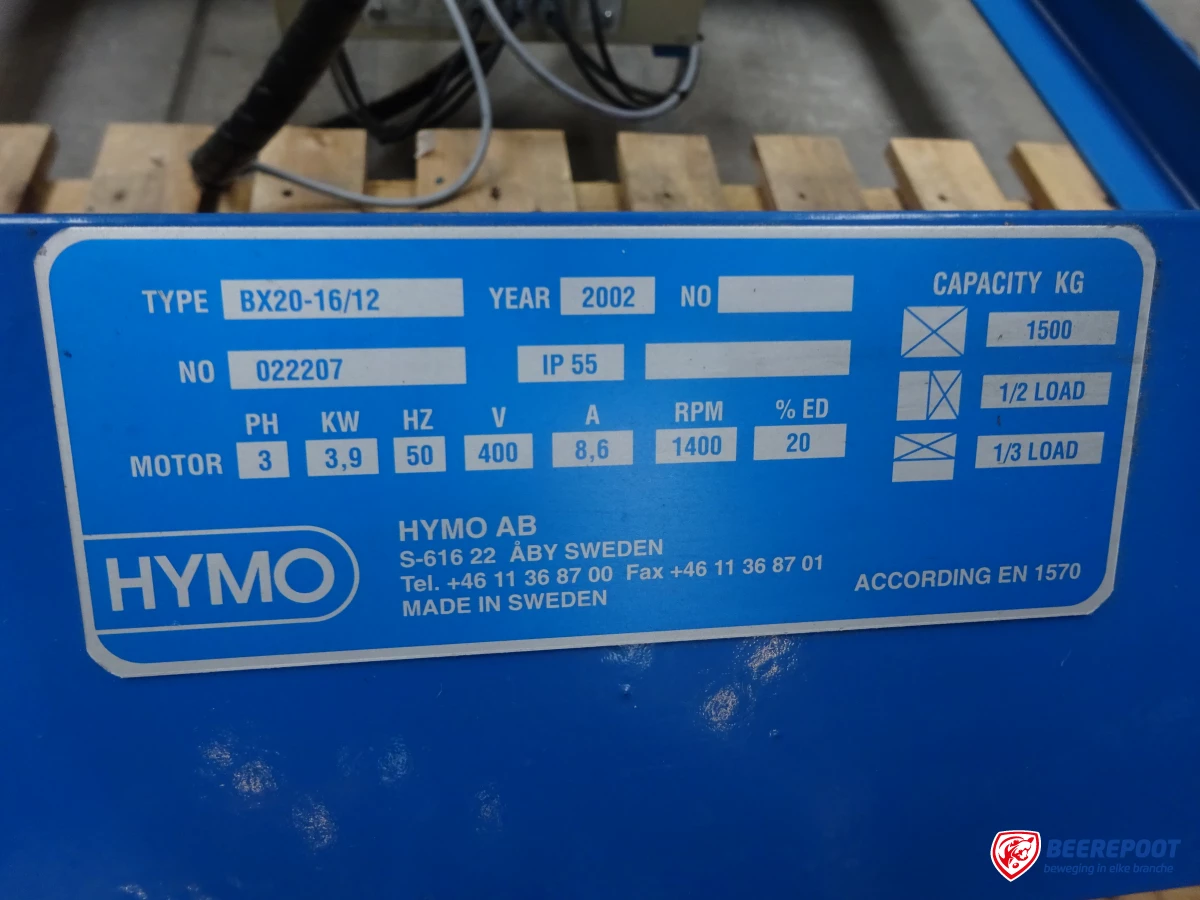 TYPE BX20-16/12 YEAR 2002 NO
NO 022207 IP 55
PH KW HZ V A RPM % ED
MOTOR 3 3,9 50 400 8,6 1400 20
CAPACITY KG
1500
1/2 LOAD
1/3 LOAD
HYMO
HYMO AB
S-616 22 ÅBY SWEDEN
Tel. +46 11 36 87 00 Fax +46 11 36 87 01
MADE IN SWEDEN
ACCORDING EN 1570
BEEREPOOT
beweging in elke branche